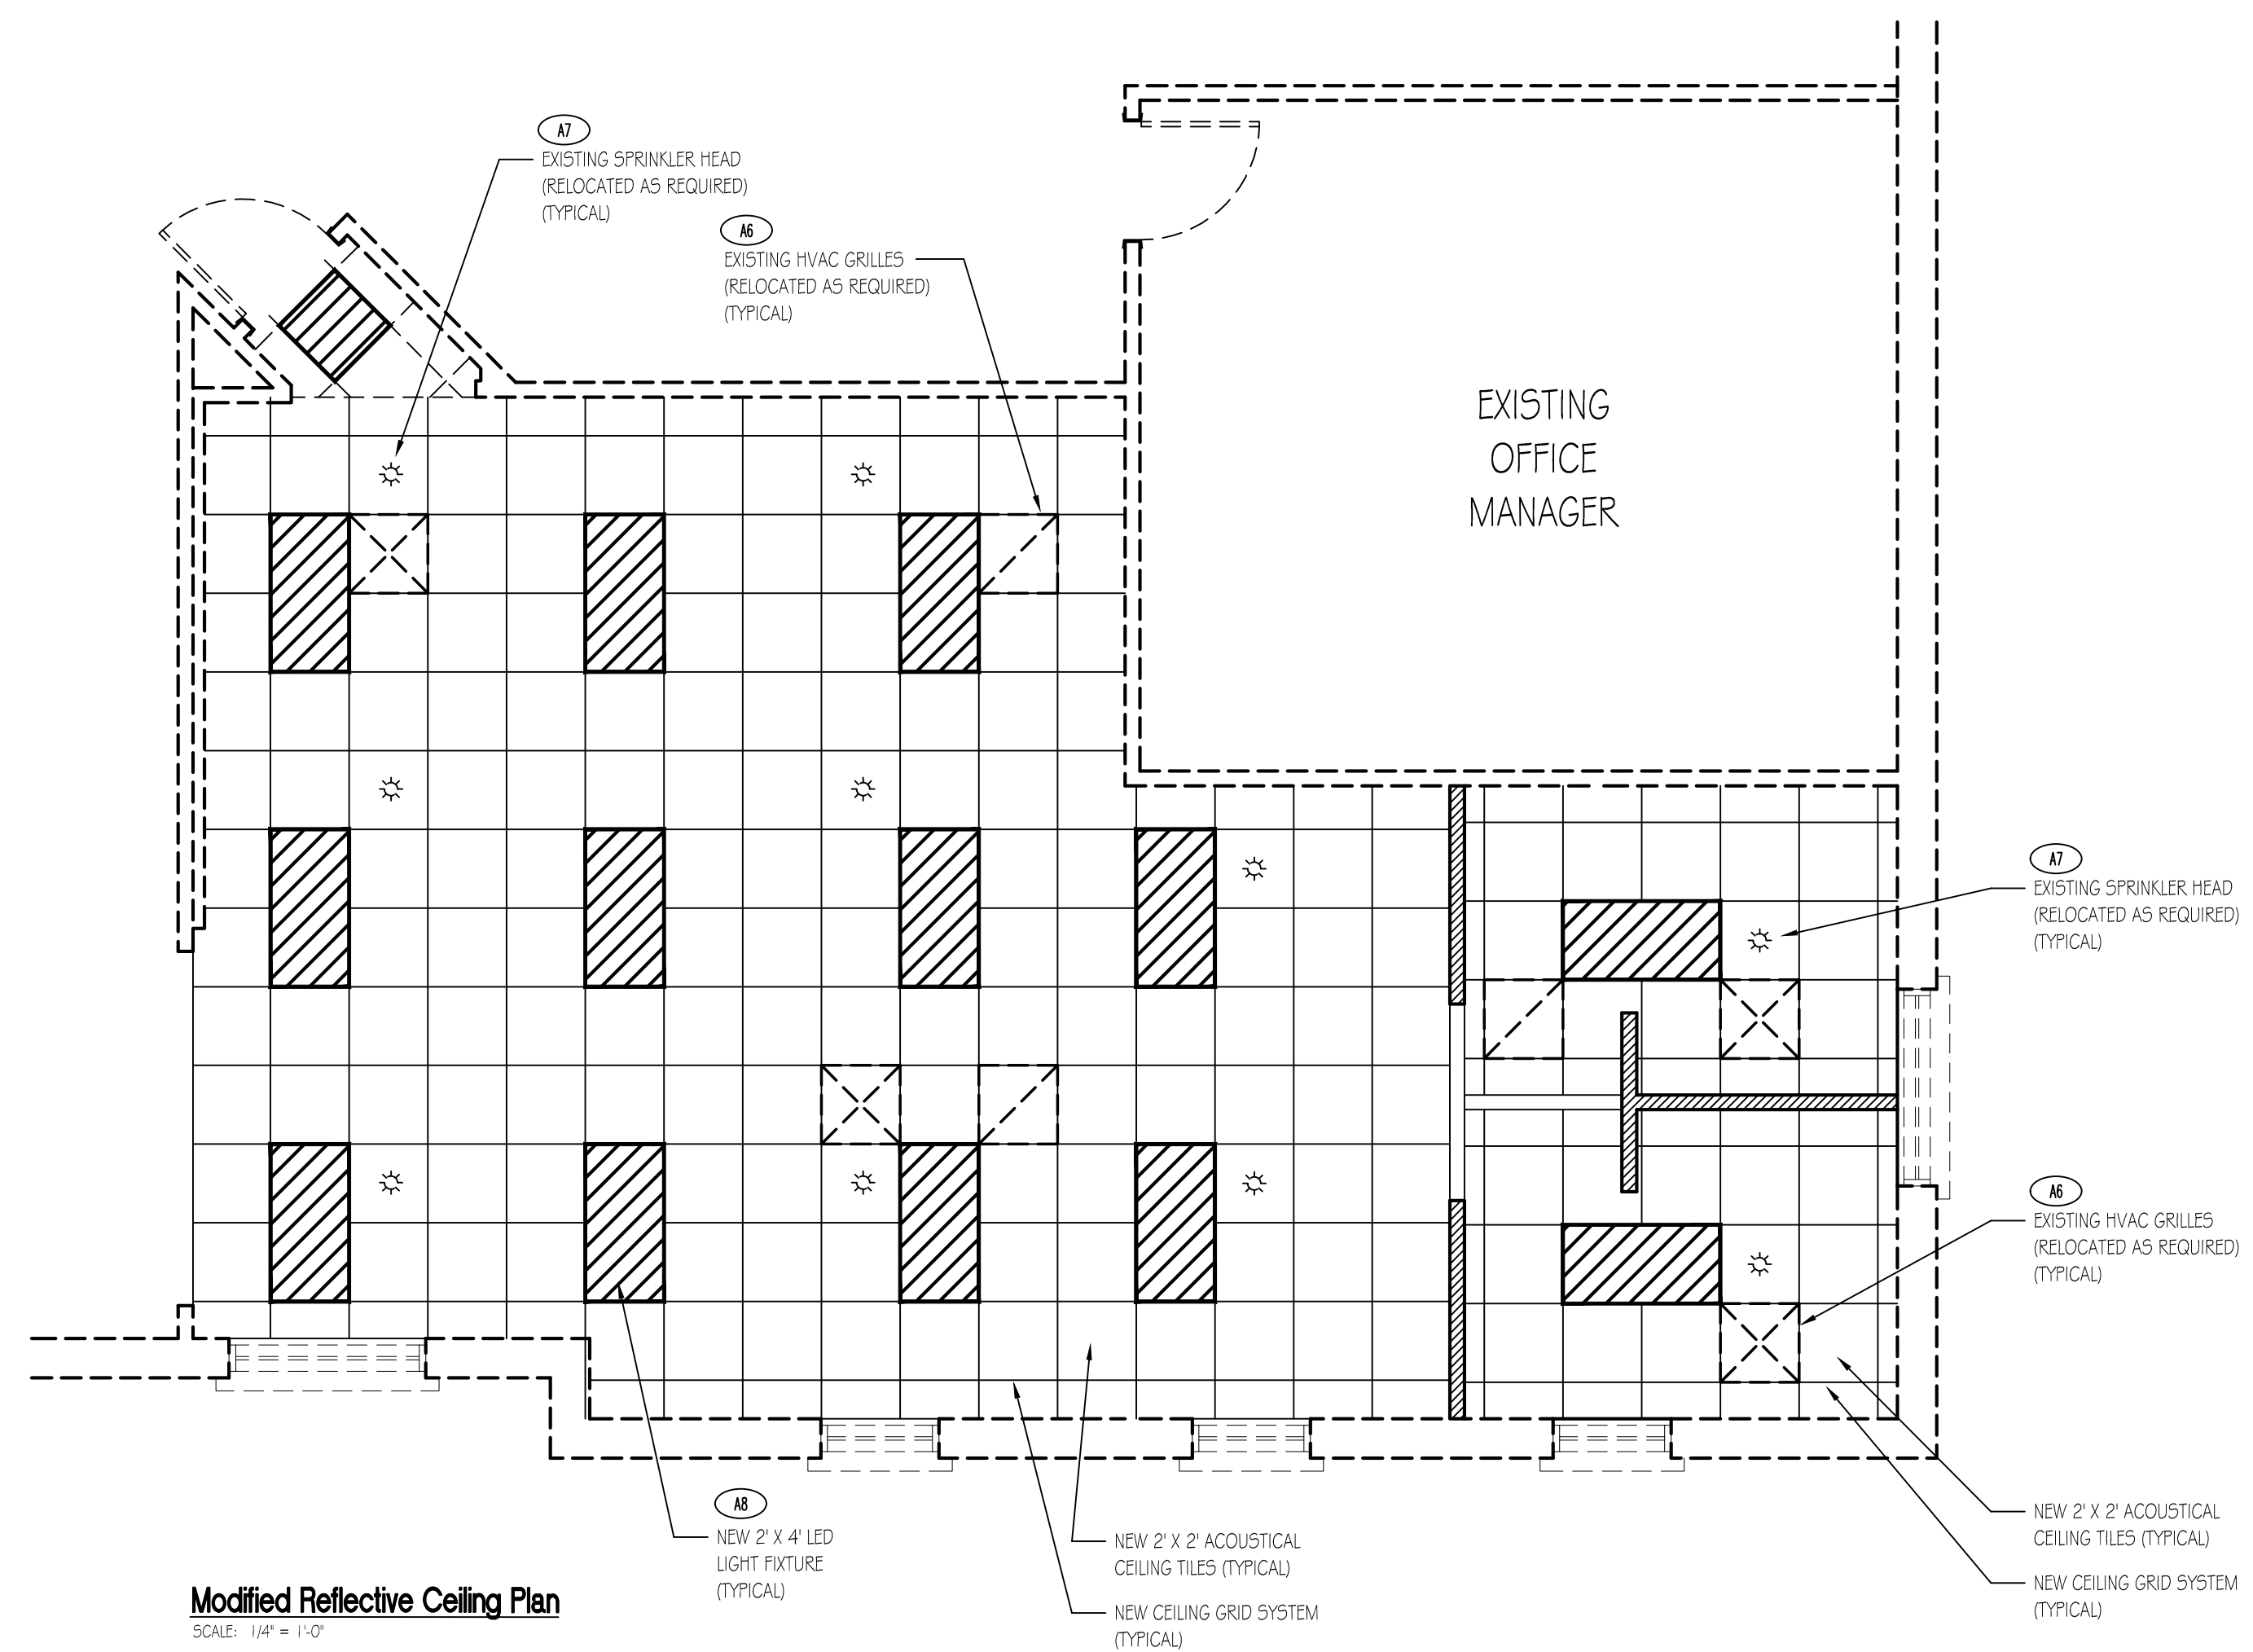 A7
EXISTING SPRINKLER HEAD
(RELOCATED AS REQUIRED)
(TYPICAL)
A6
EXISTING HVAC GRILLES
(RELOCATED AS REQUIRED)
(TYPICAL)
EXISTING
OFFICE
MANAGER
A7
EXISTING SPRINKLER HEAD
(RELOCATED AS REQUIRED)
(TYPICAL)
A6
EXISTING HVAC GRILLES
(RELOCATED AS REQUIRED)
(TYPICAL)
A8
NEW 2' X 4' LED
LIGHT FIXTURE
(TYPICAL)
NEW 2' X 2' ACOUSTICAL
CEILING TILES (TYPICAL)
NEW CEILING GRID SYSTEM
(TYPICAL)
NEW 2' X 2' ACOUSTICAL
CEILING TILES (TYPICAL)
NEW CEILING GRID SYSTEM
(TYPICAL)
Modified Reflective Ceiling Plan
SCALE: 1/4" = 1'-0"